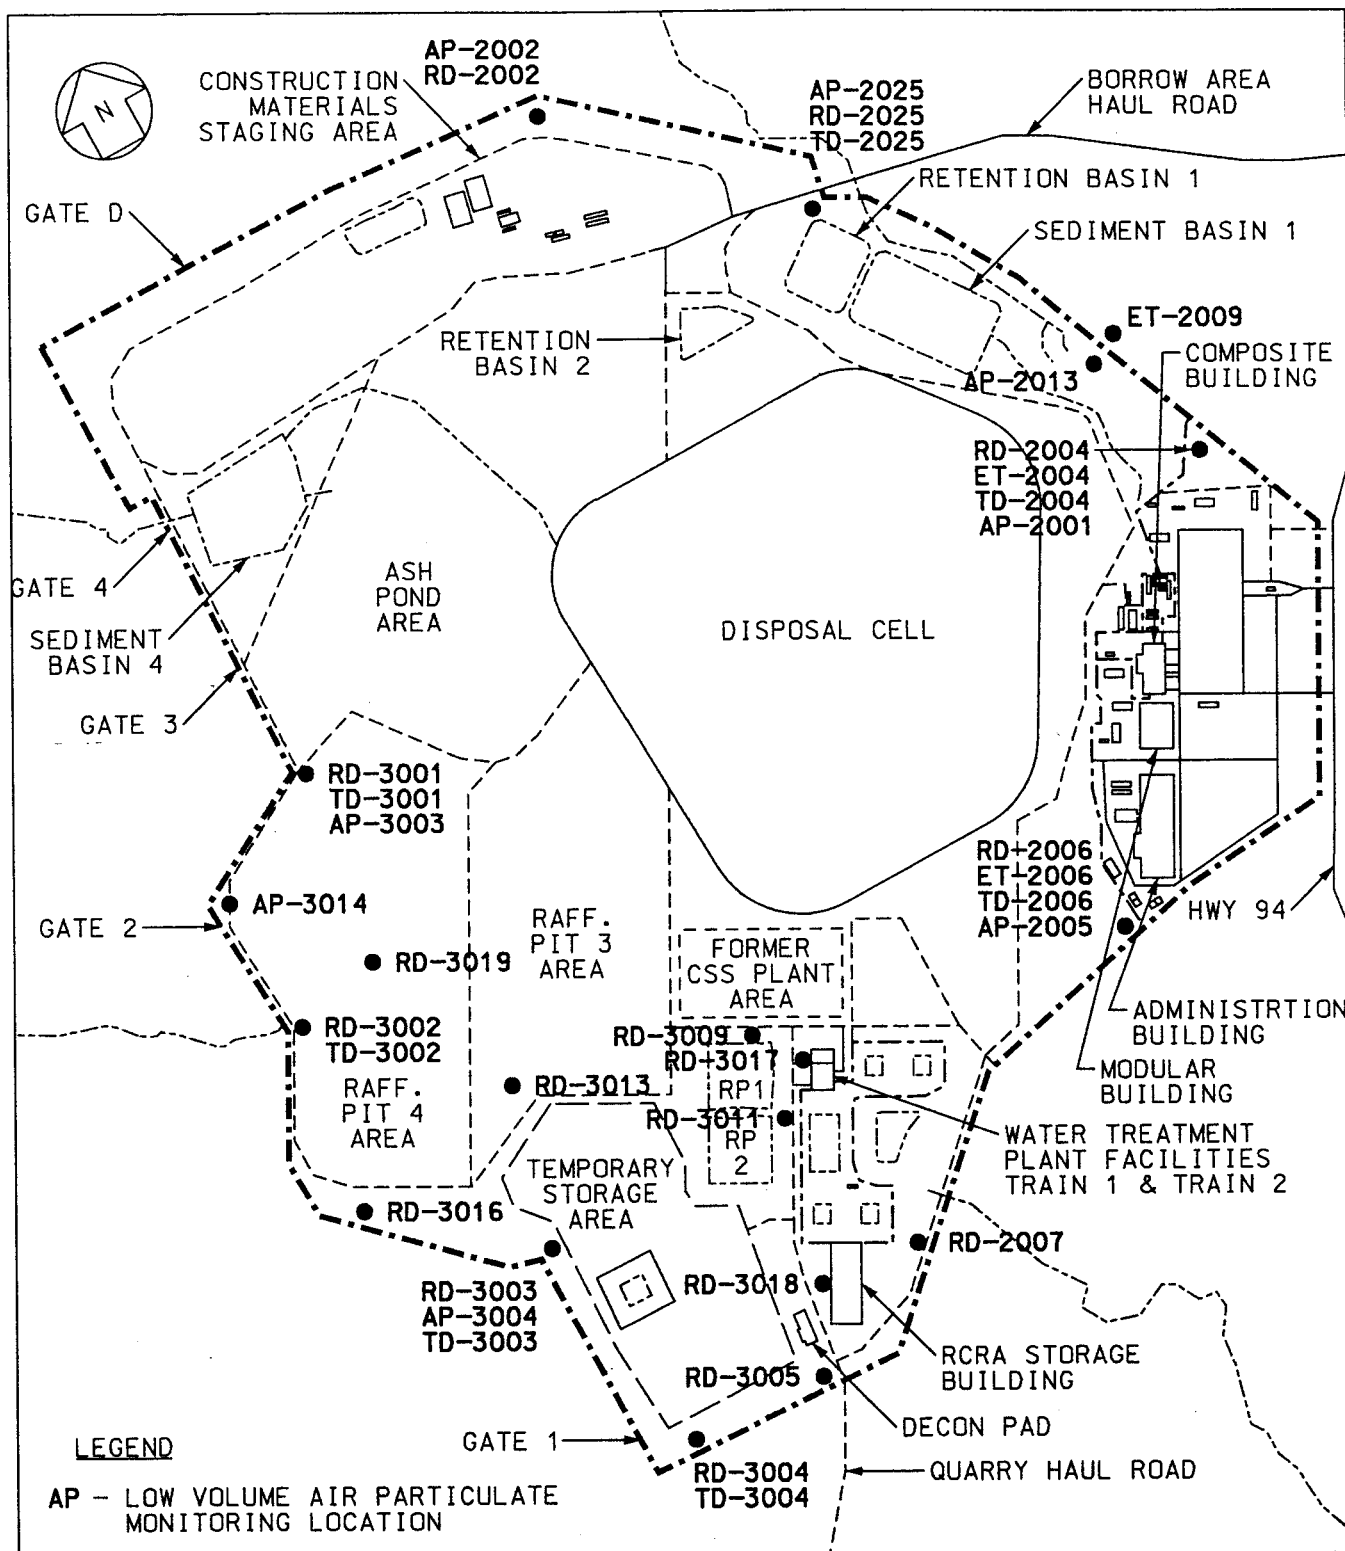 AP-2002
RD-2002
CONSTRUCTION
MATERIALS
STAGING AREA
N
AP-2025
RD-2025
TD-2025
BORROW AREA
HAUL ROAD
RETENTION BASIN 1
GATE D
SEDIMENT BASIN 1
ET-2009
RETENTION
BASIN 2
COMPOSITE
BUILDING
AP-2013
RD-2004
ET-2004
TD-2004
AP-2001
GATE 4
ASH
POND
AREA
SEDIMENT
BASIN 4
DISPOSAL CELL
GATE 3
RD-3001
TD-3001
AP-3003
RD-2006
ET-2006
TD-2006
AP-2005
AP-3014
GATE 2
HWY 94
RAFF.
PIT 3
AREA
FORMER
CSS PLANT
AREA
RD-3019
RD-3002
TD-3002
RD-3009
RD-3017
ADMINISTRTION
BUILDING
MODULAR
BUILDING
RAFF.
PIT 4
AREA
RD-3013
RP1
RD-3011
RP
2
WATER TREATMENT
PLANT FACILITIES
TRAIN 1 & TRAIN 2
TEMPORARY
STORAGE
AREA
RD-3016
RD-2007
RD-3003
AP-3004
TD-3003
RD-3018
RCRA STORAGE
BUILDING
RD-3005
DECON PAD
GATE 1
RD-3004
TD-3004
QUARRY HAUL ROAD
LEGEND
AP - LOW VOLUME AIR PARTICULATE
MONITORING LOCATION